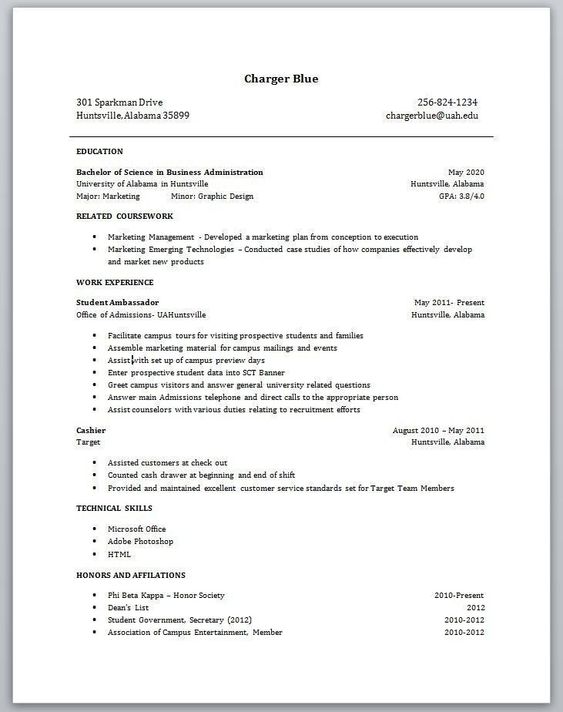 Charger Blue
301 Sparkman Drive 256-824-1234
Huntsville, Alabama 35899 chargerblue@uah.edu
EDUCATION
Bachelor of Science in Business Administration May 2020
University of Alabama in Huntsville Huntsville, Alabama
Major: Marketing Minor: Graphic Design GPA: 3.8/4.0
RELATED COURSEWORK
• Marketing Management - Developed a marketing plan from conception to execution
• Marketing Emerging Technologies – Conducted case studies of how companies effectively develop
and market new products
WORK EXPERIENCE
Student Ambassador May 2011- Present
Office of Admissions- UAHuntsville Huntsville, Alabama
• Facilitate campus tours for visiting prospective students and families
• Assemble marketing material for campus mailings and events
• Assist with set up of campus preview days
• Enter prospective student data into SCT Banner
• Greet campus visitors and answer general university related questions
• Answer main Admissions telephone and direct calls to the appropriate person
• Assist counselors with various duties relating to recruitment efforts
Cashier August 2010 – May 2011
Target Huntsville, Alabama
• Assisted customers at check out
• Counted cash drawer at beginning and end of shift
• Provided and maintained excellent customer service standards set for Target Team Members
TECHNICAL SKILLS
• Microsoft Office
• Adobe Photoshop
• HTML
HONORS AND AFFILATIONS
• Phi Beta Kappa – Honor Society 2010-Present
• Dean's List 2012
• Student Government, Secretary (2012) 2010-2012
• Association of Campus Entertainment, Member 2010-2012